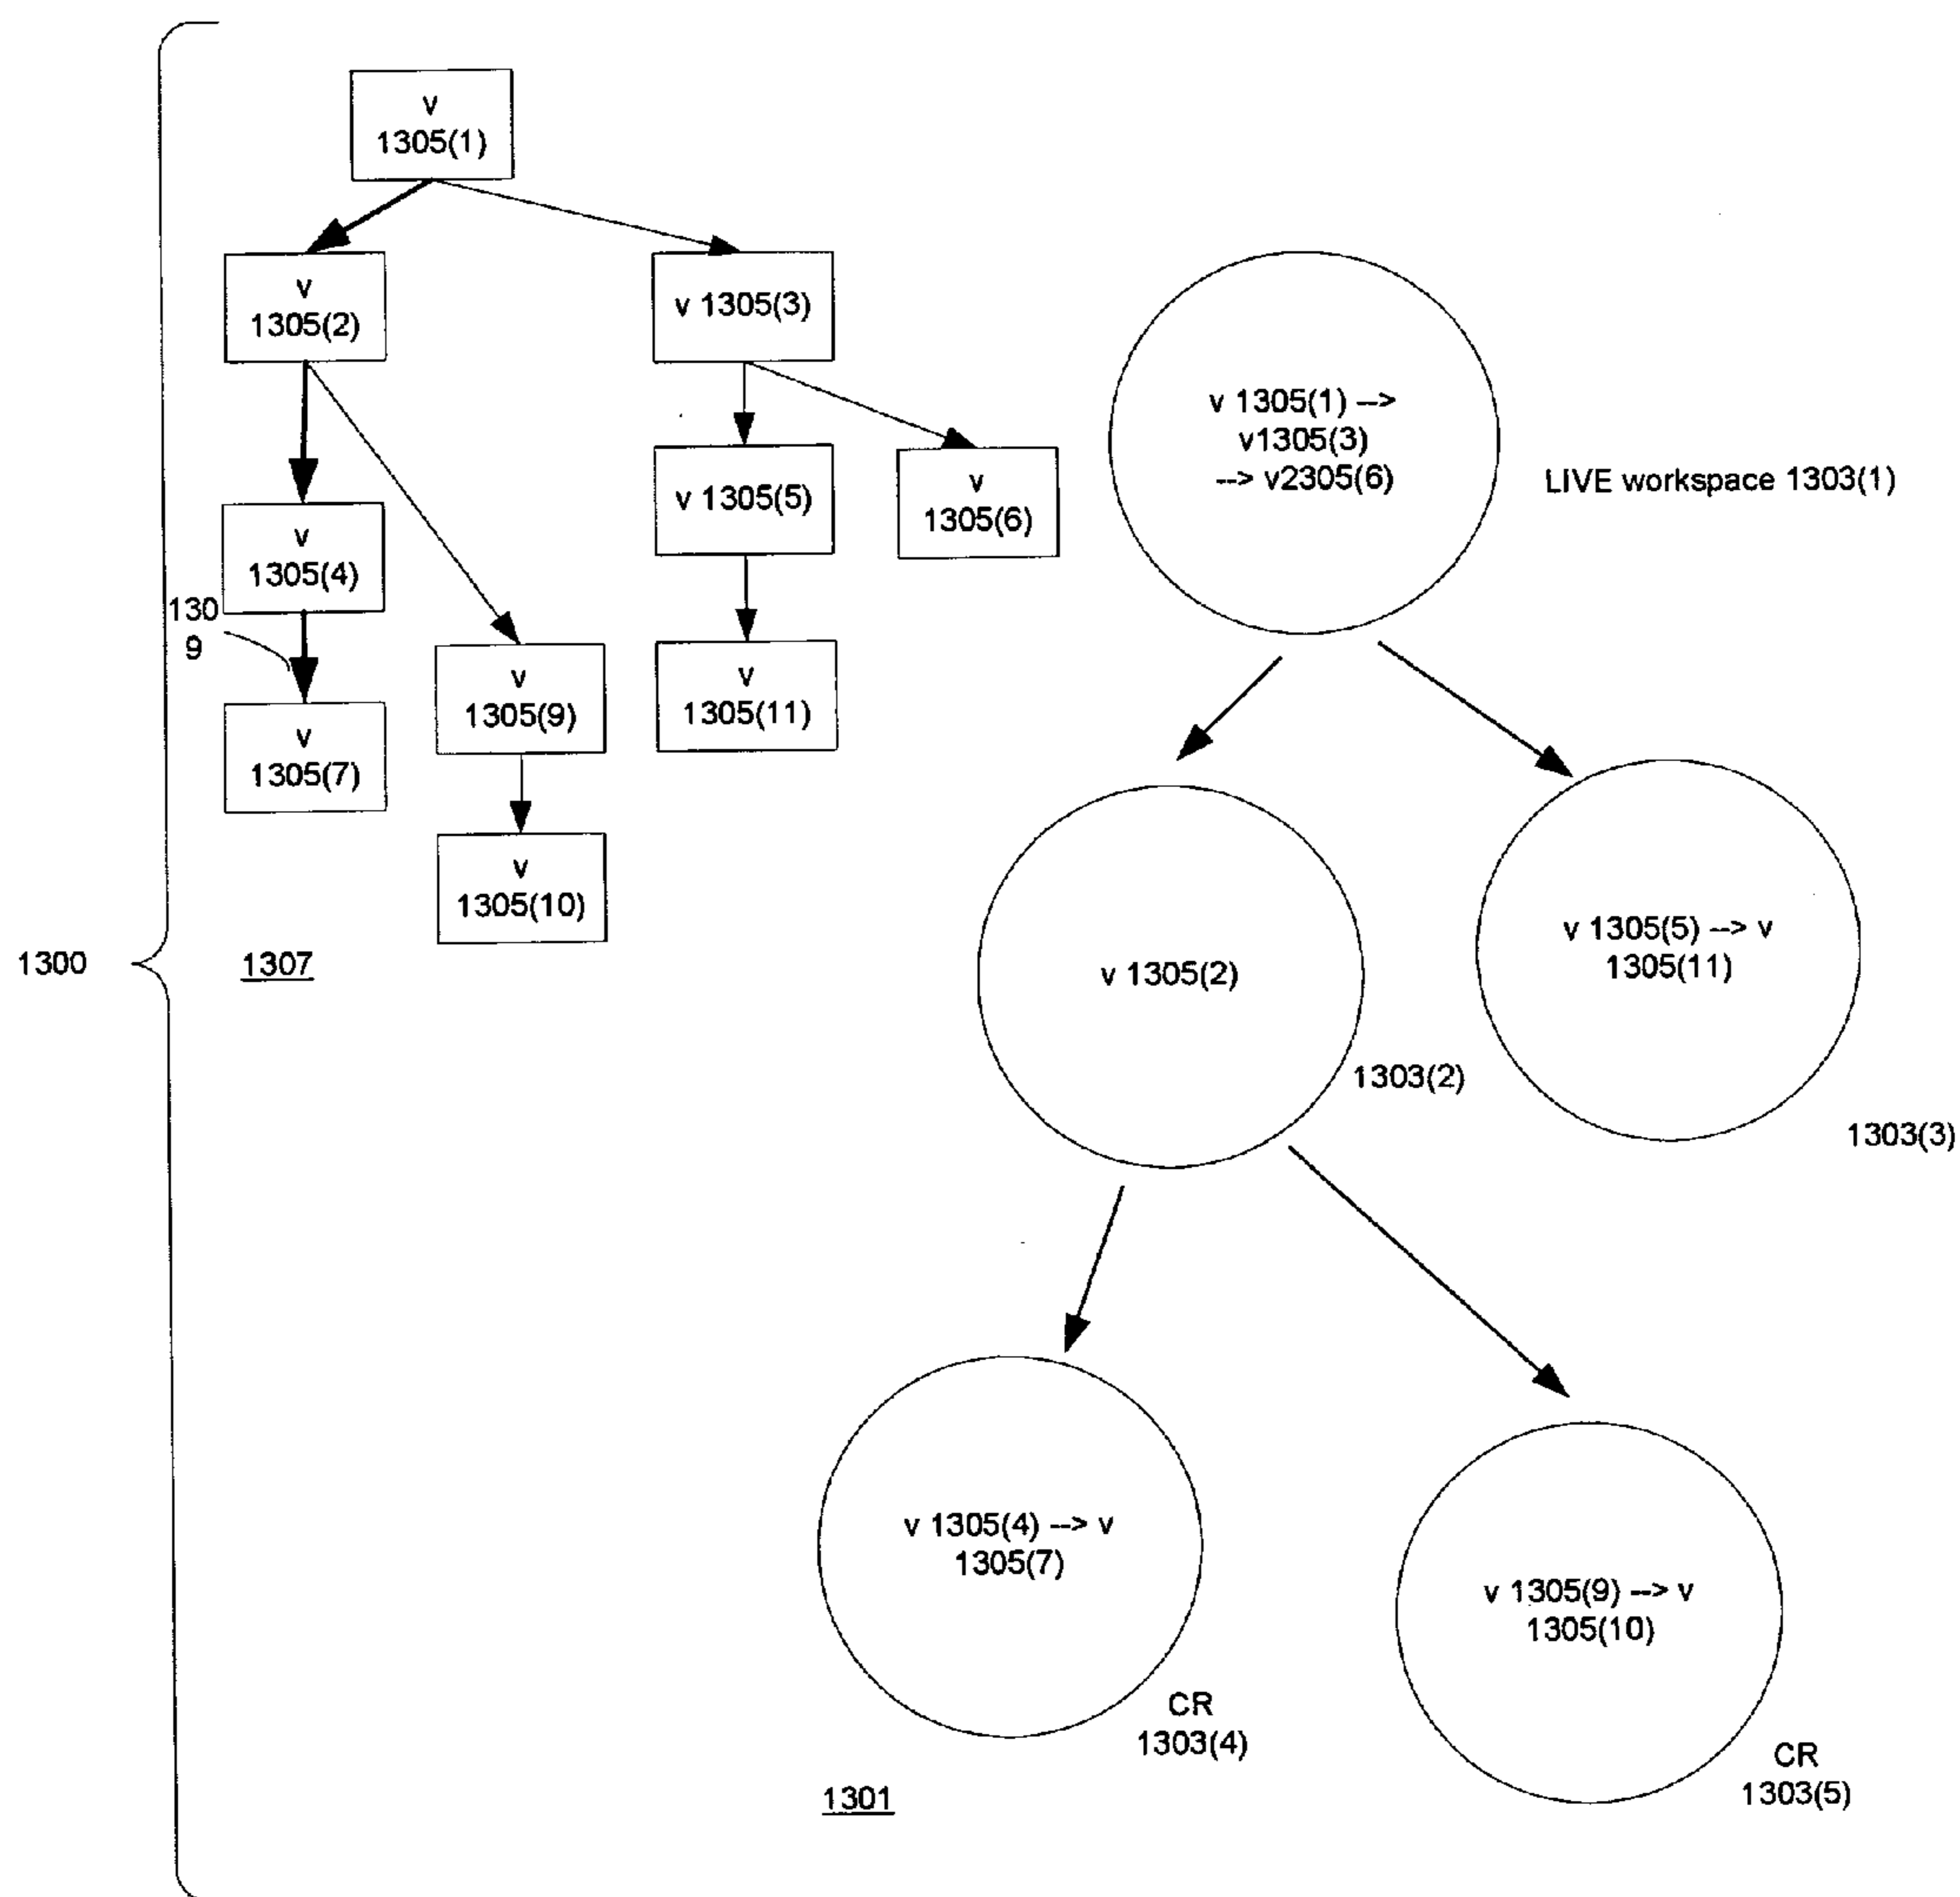 v
1305(1)
v
1305(2)
v 1305(3)
v 1305(1) -->
v1305(3)
--> v2305(6)
LIVE workspace 1303(1)
v 1305(5)
v
1305(6)
v
1305(4)
130
9
v
1305(9)
v
1305(11)
v
1305(7)
v
1305(10)
1300
1307
v 1305(2)
1303(2)
v 1305(5) --> v
1305(11)
1303(3)
v 1305(4) --> v
1305(7)
CR
1303(4)
v 1305(9) --> v
1305(10)
CR
1303(5)
1301